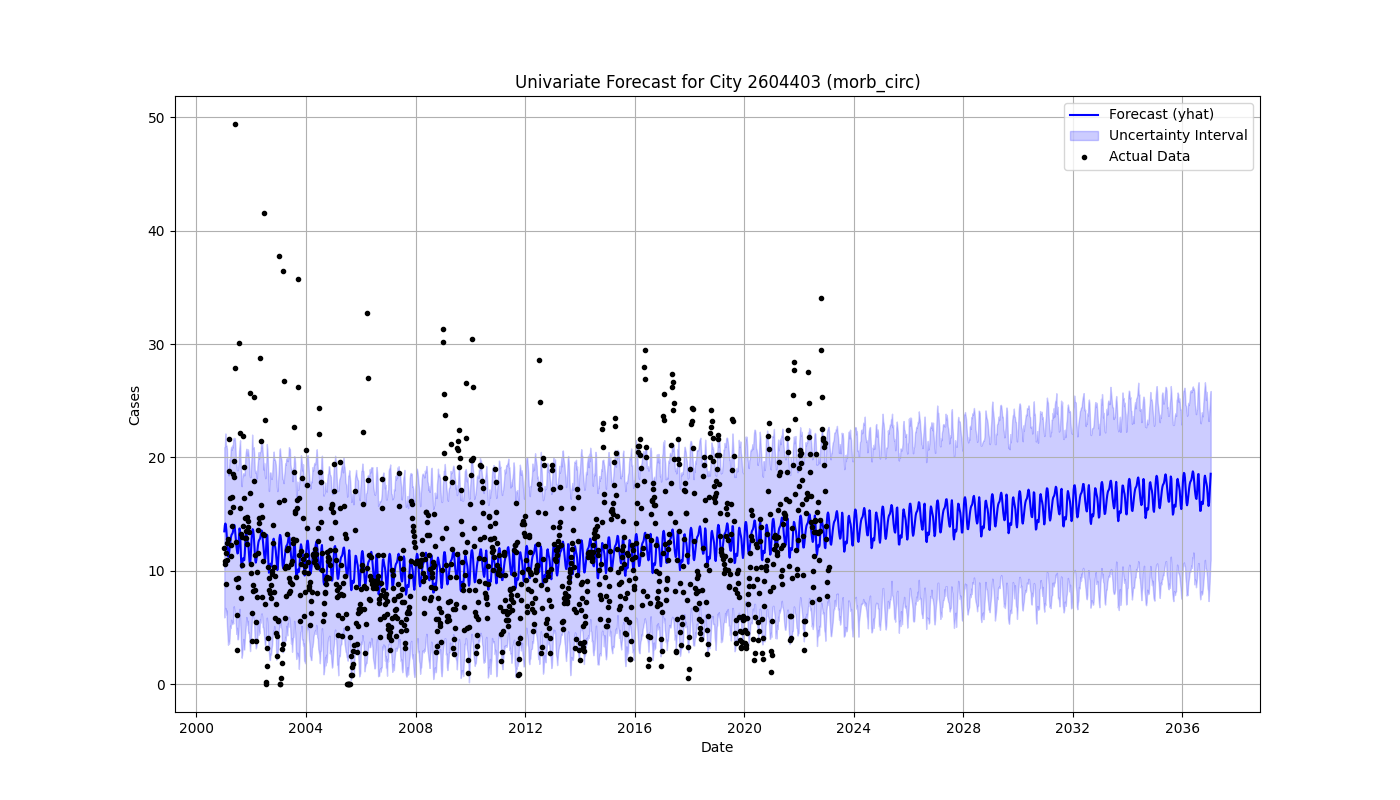 Univariate Forecast for City 2604403 (morb_circ)
Forecast (yhat)
Uncertainty Interval
Actual Data
Cases
50
40
30
20
10
0
2000 2004 2008 2012 2016 2020 2024 2028 2032 2036
Date